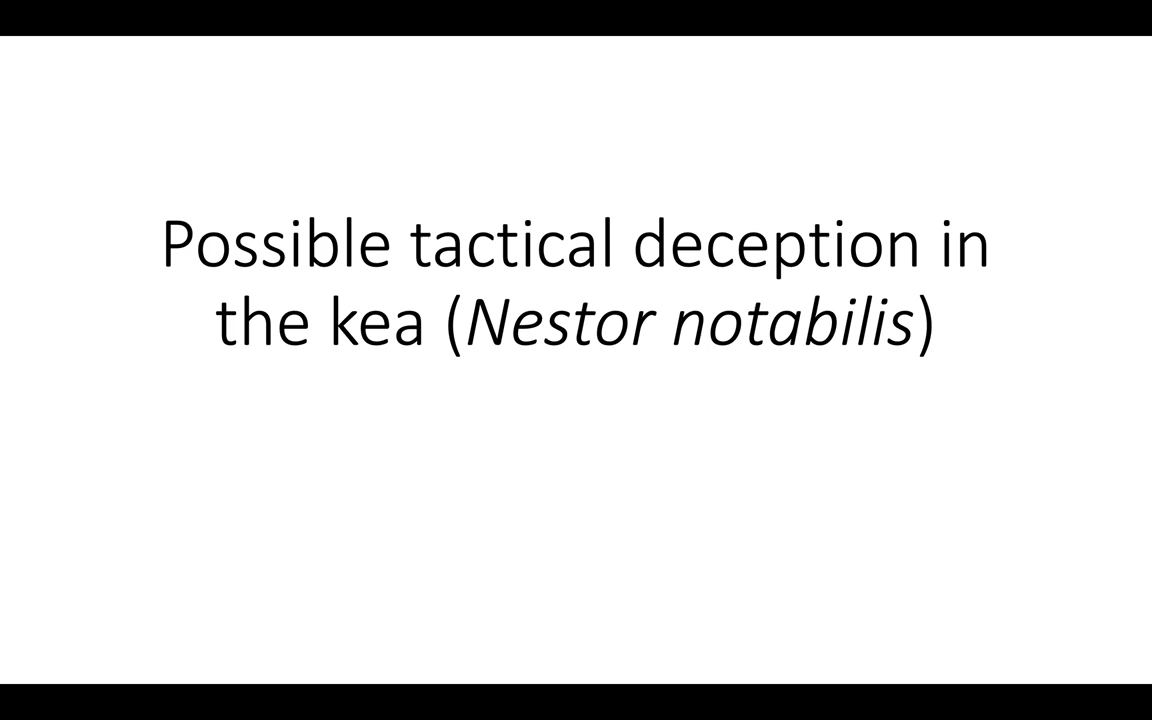 Possible tactical deception in
the kea (Nestor notabilis)